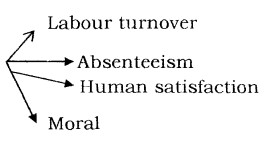 Labour turnover
Absenteeism
Human satisfaction
Moral